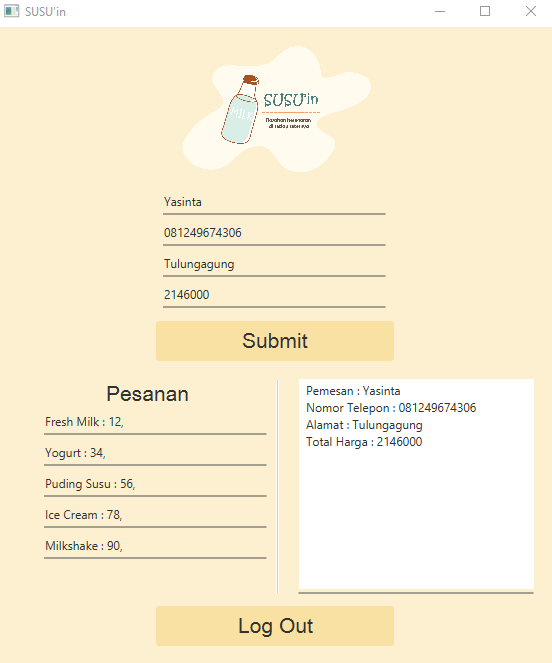 SUSU'in
MILK
SUSU'in
Yasinta
081249674306
Tulungagung
2146000
Submit
Pesanan
Fresh Milk : 12,
Yogurt : 34,
Puding Susu : 56,
Ice Cream : 78,
Milkshake : 90,
Pemesan : Yasinta
Nomor Telepon : 081249674306
Alamat : Tulungagung
Total Harga : 2146000
Log Out